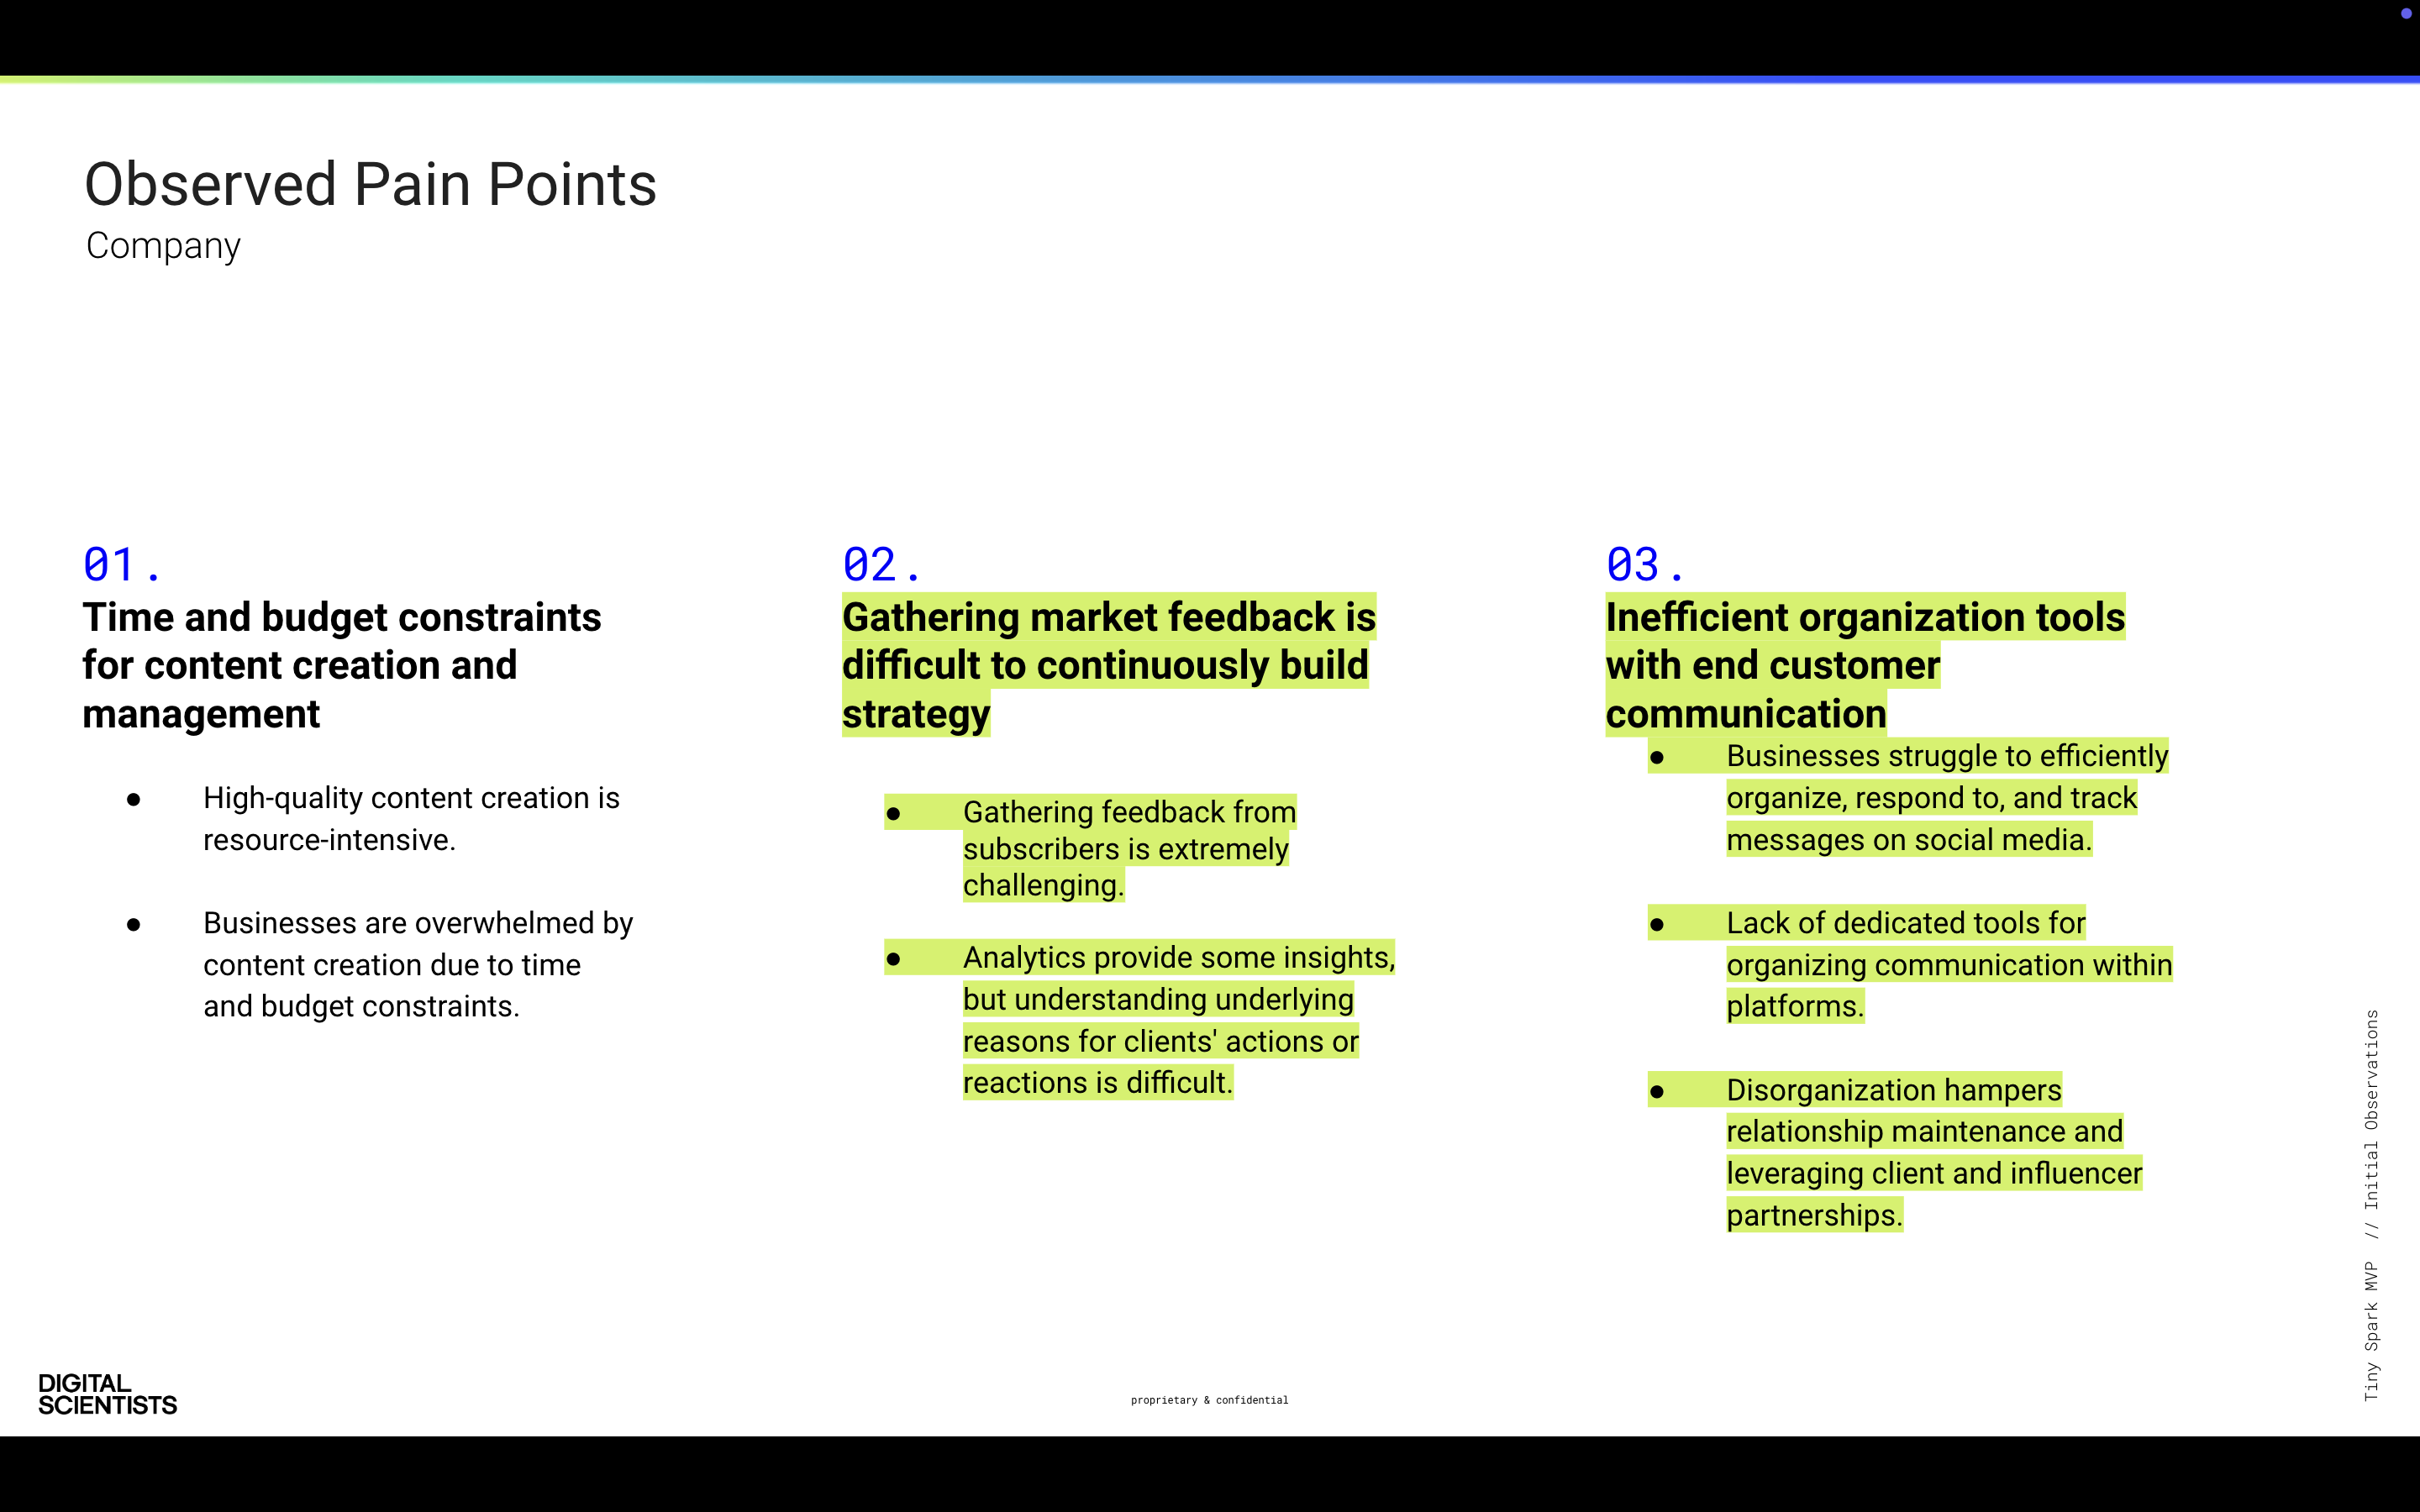 Observed Pain Points
Company
01.
Time and budget constraints
for content creation and
management
● High-quality content creation is
resource-intensive.
● Businesses are overwhelmed by
content creation due to time
and budget constraints.
02.
Gathering market feedback is
difficult to continuously build
strategy
● Gathering feedback from
subscribers is extremely
challenging.
● Analytics provide some insights,
but understanding underlying
reasons for clients' actions or
reactions is difficult.
03.
Inefficient organization tools
with end customer
communication
● Businesses struggle to efficiently
organize, respond to, and track
messages on social media.
● Lack of dedicated tools for
organizing communication within
platforms.
● Disorganization hampers
relationship maintenance and
leveraging client and influencer
partnerships.
Tiny Spark MVP // Initial Observations
DIGITAL
SCIENTISTS
proprietary & confidential